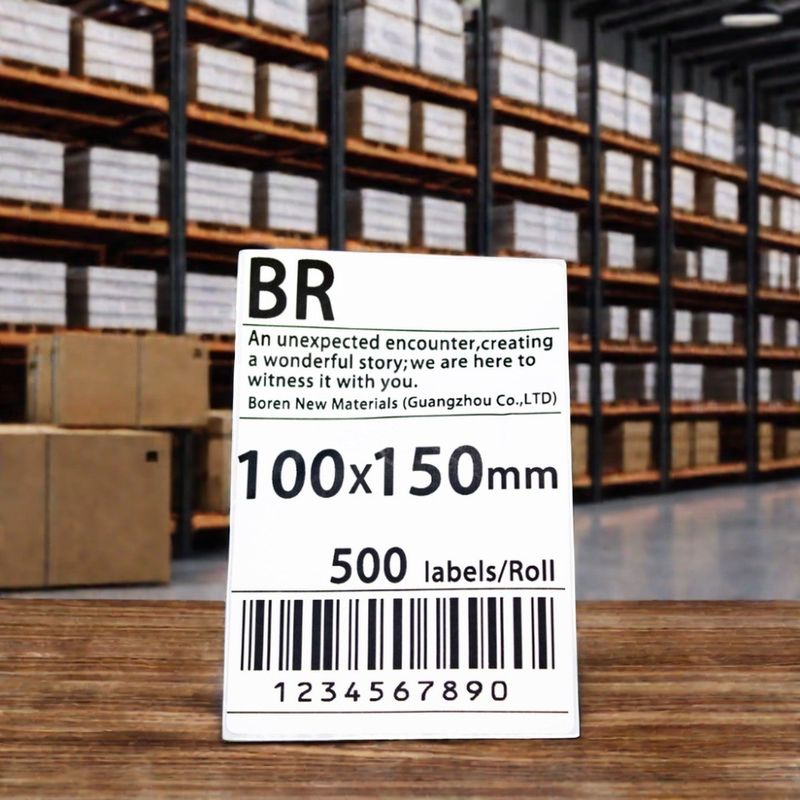 BR
An unexpected encounter,creating
a wonderful story;we are here to
witness it with you.
Boren New Materials (Guangzhou Co.,LTD)
100x150mm
500 labels/Roll
1234567890